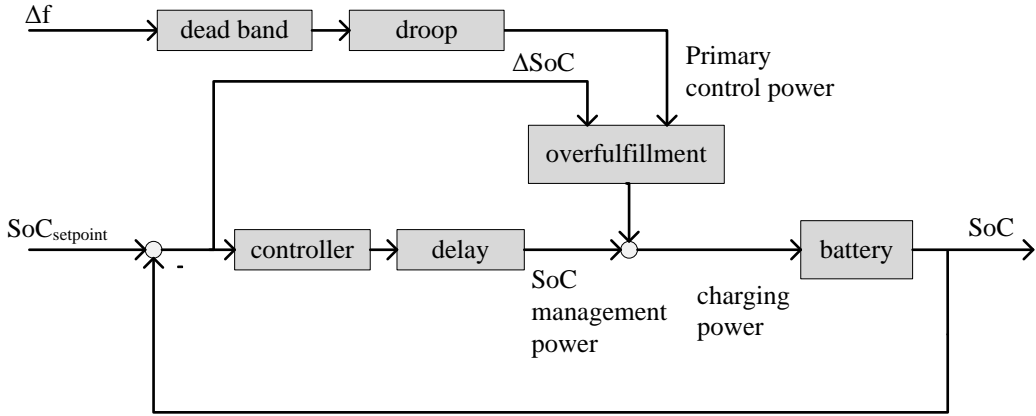 Δf
dead band
droop
ΔSoC
Primary
control power
overfulfillment
SoCsetpoint
-
controller
delay
battery
SoC
SoC
management
power
charging
power